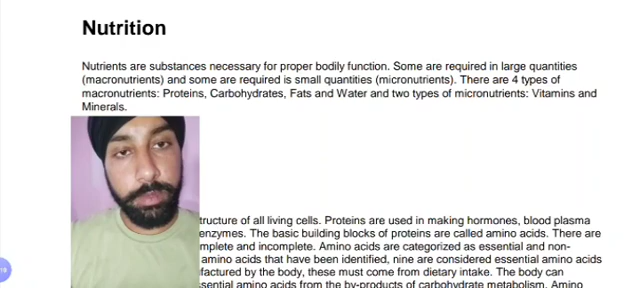 Nutrition
Nutrients are substances necessary for proper bodily function. Some are required in large quantities
(macronutrients) and some are required is small quantities (micronutrients). There are 4 types of
macronutrients: Proteins, Carbohydrates, Fats and Water and two types of micronutrients: Vitamins and
Minerals.
tructure of all living cells. Proteins are used in making hormones, blood plasma
enzymes. The basic building blocks of proteins are called amino acids. There are
mplete and incomplete. Amino acids are categorized as essential and non-
amino acids that have been identified, nine are considered essential amino acids
factured by the body, these must come from dietary intake. The body can
ssential amino acids from the by-products of carbohydrate metabolism. Amino